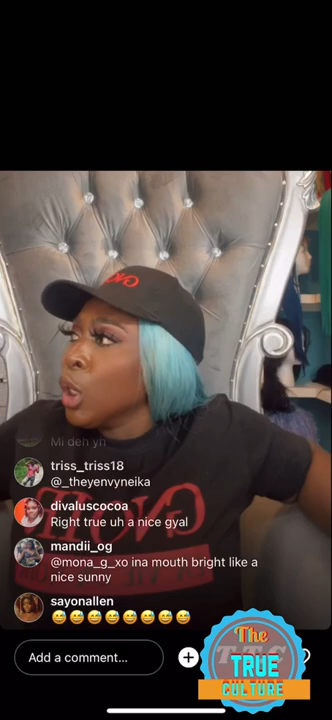 Mi deh yn
triss_triss18
@_theyenvyneika
divaluscocoa
Right true uh a nice gyal
mandii_og
@mona_g_xo ina mouth bright like a
nice sunny
sayonallen
😅😅😅😅😅😅😅😅
Add a comment...
The
T.T.C
TRUE
CULTURE